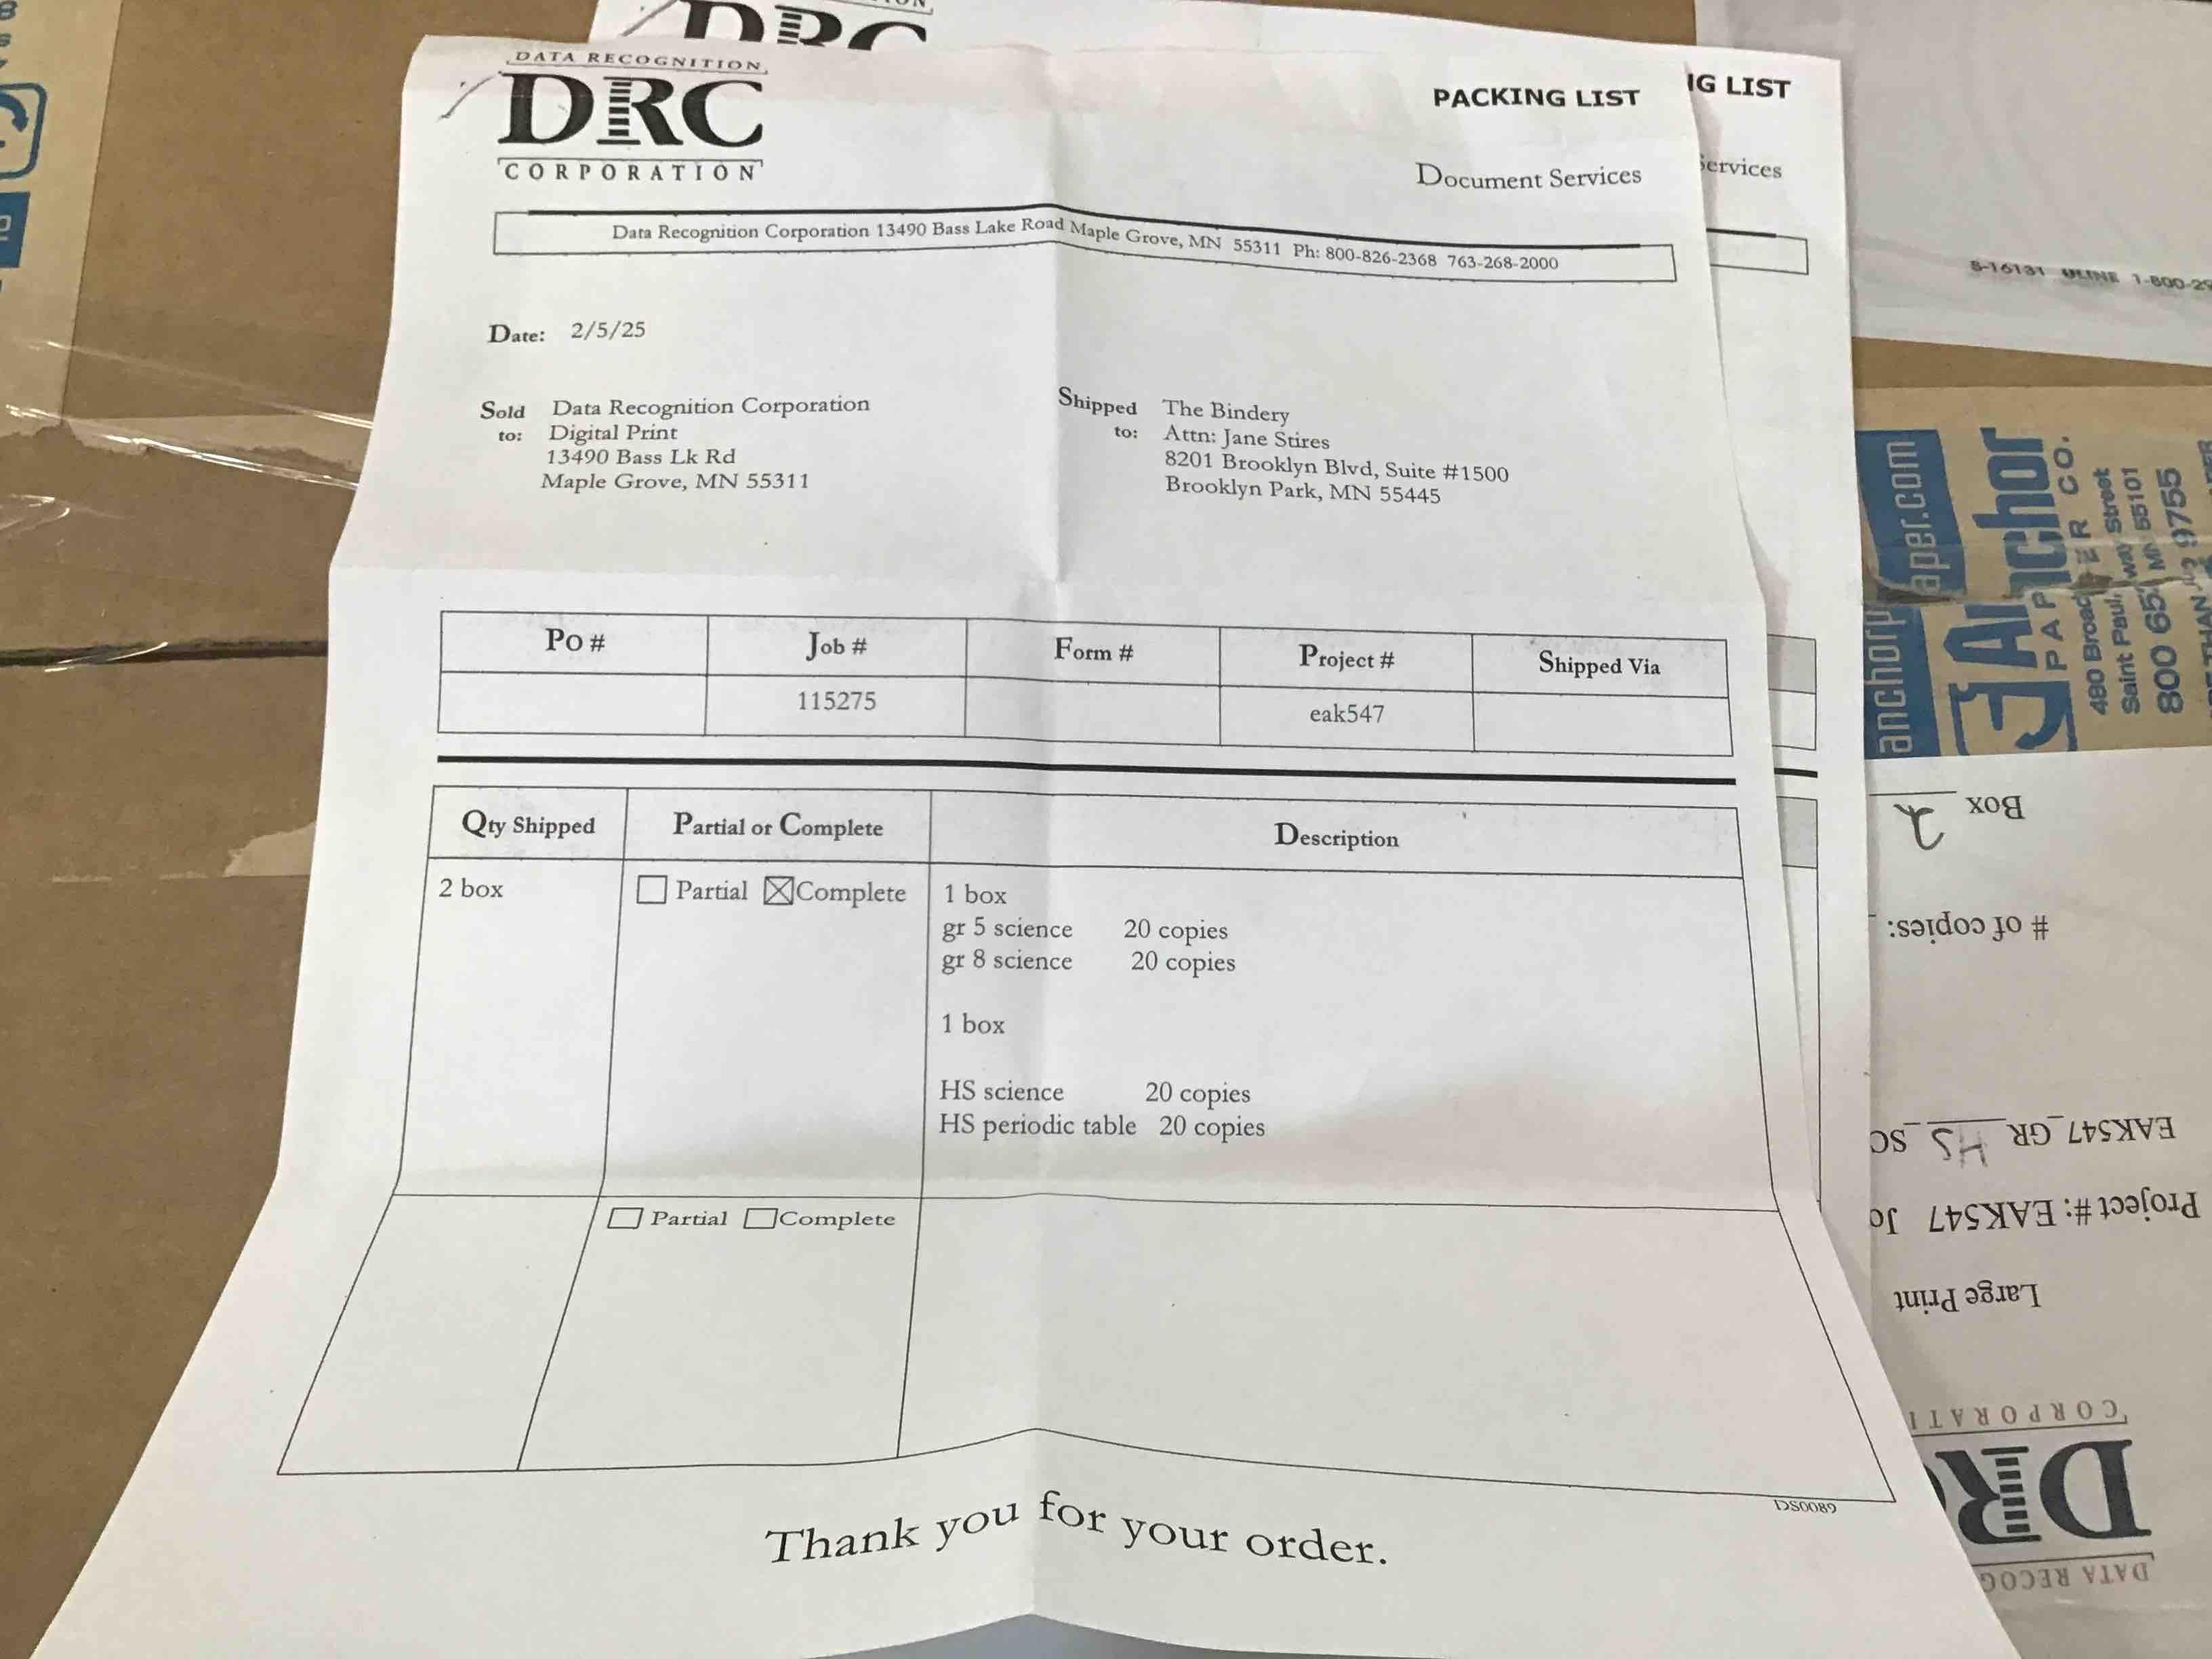 DATA RECOGNITION
DRC
CORPORATION
PACKING LIST
Document Services
Data Recognition Corporation 13490 Bass Lake Road Maple Grove, MN 55311 Ph: 800-826-2368 763-268-2000
Date: 2/5/25
Sold to: Data Recognition Corporation
Digital Print
13490 Bass Lk Rd
Maple Grove, MN 55311
Shipped to: The Bindery
Attn: Jane Stires
8201 Brooklyn Blvd, Suite #1500
Brooklyn Park, MN 55445
Po # Job # Form # Project # Shipped Via
115275 eak547
Qty Shipped Partial or Complete Description
2 box Partial Complete 1 box
gr 5 science 20 copies
gr 8 science 20 copies
1 box
HS science 20 copies
HS periodic table 20 copies
Partial Complete
DS0089
Thank you for your order.
DRC
IG LIST
Services
S-16131 ULINE
Anchor
PAPER CO.
Saint Paul, MN 55101
Box 2
# of copies:
EAK547_GR HS SC
Project #: EAK547
Large Print
CORPORATI
DR
DATA RECOG